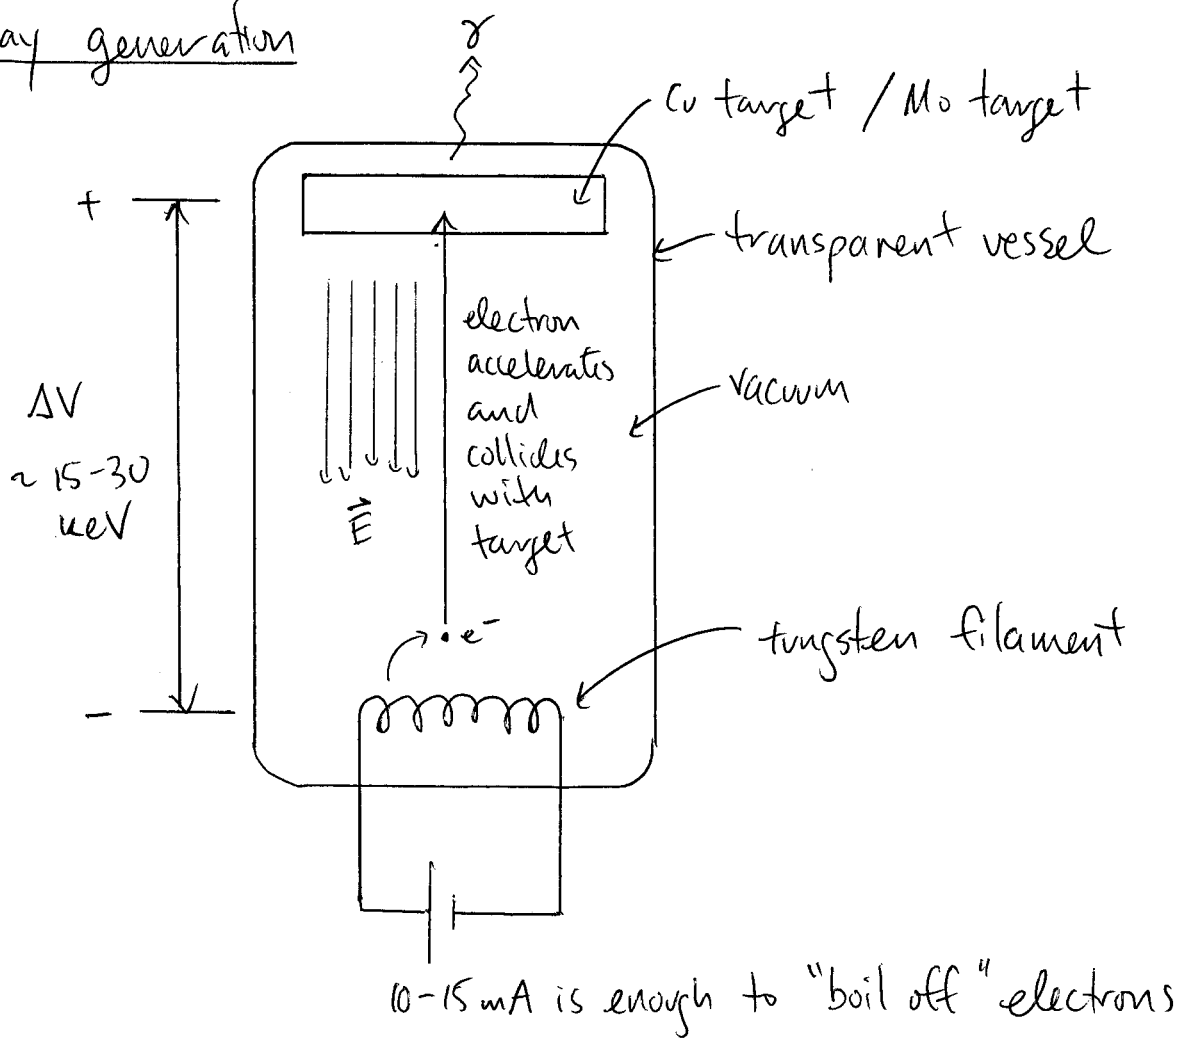 ay generation
γ
Cu target / Mo target
+
transparent vessel
electron
accelerates
and
collides
with
target
vacuum
ΔV
~ 15-30
keV
E
e⁻
tungsten filament
-
10-15 mA is enough to "boil off" electrons